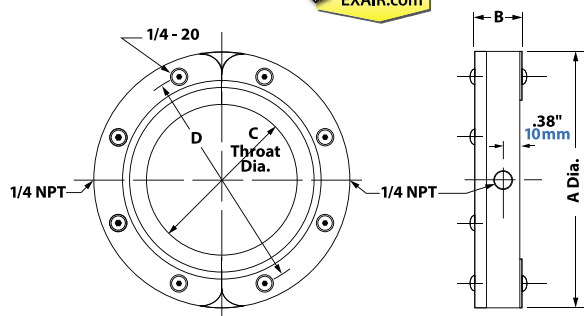 EXAIR.com
1/4 - 20
B
.38"
10mm
D
C
Throat
Dia.
1/4 NPT
1/4 NPT
A Dia.